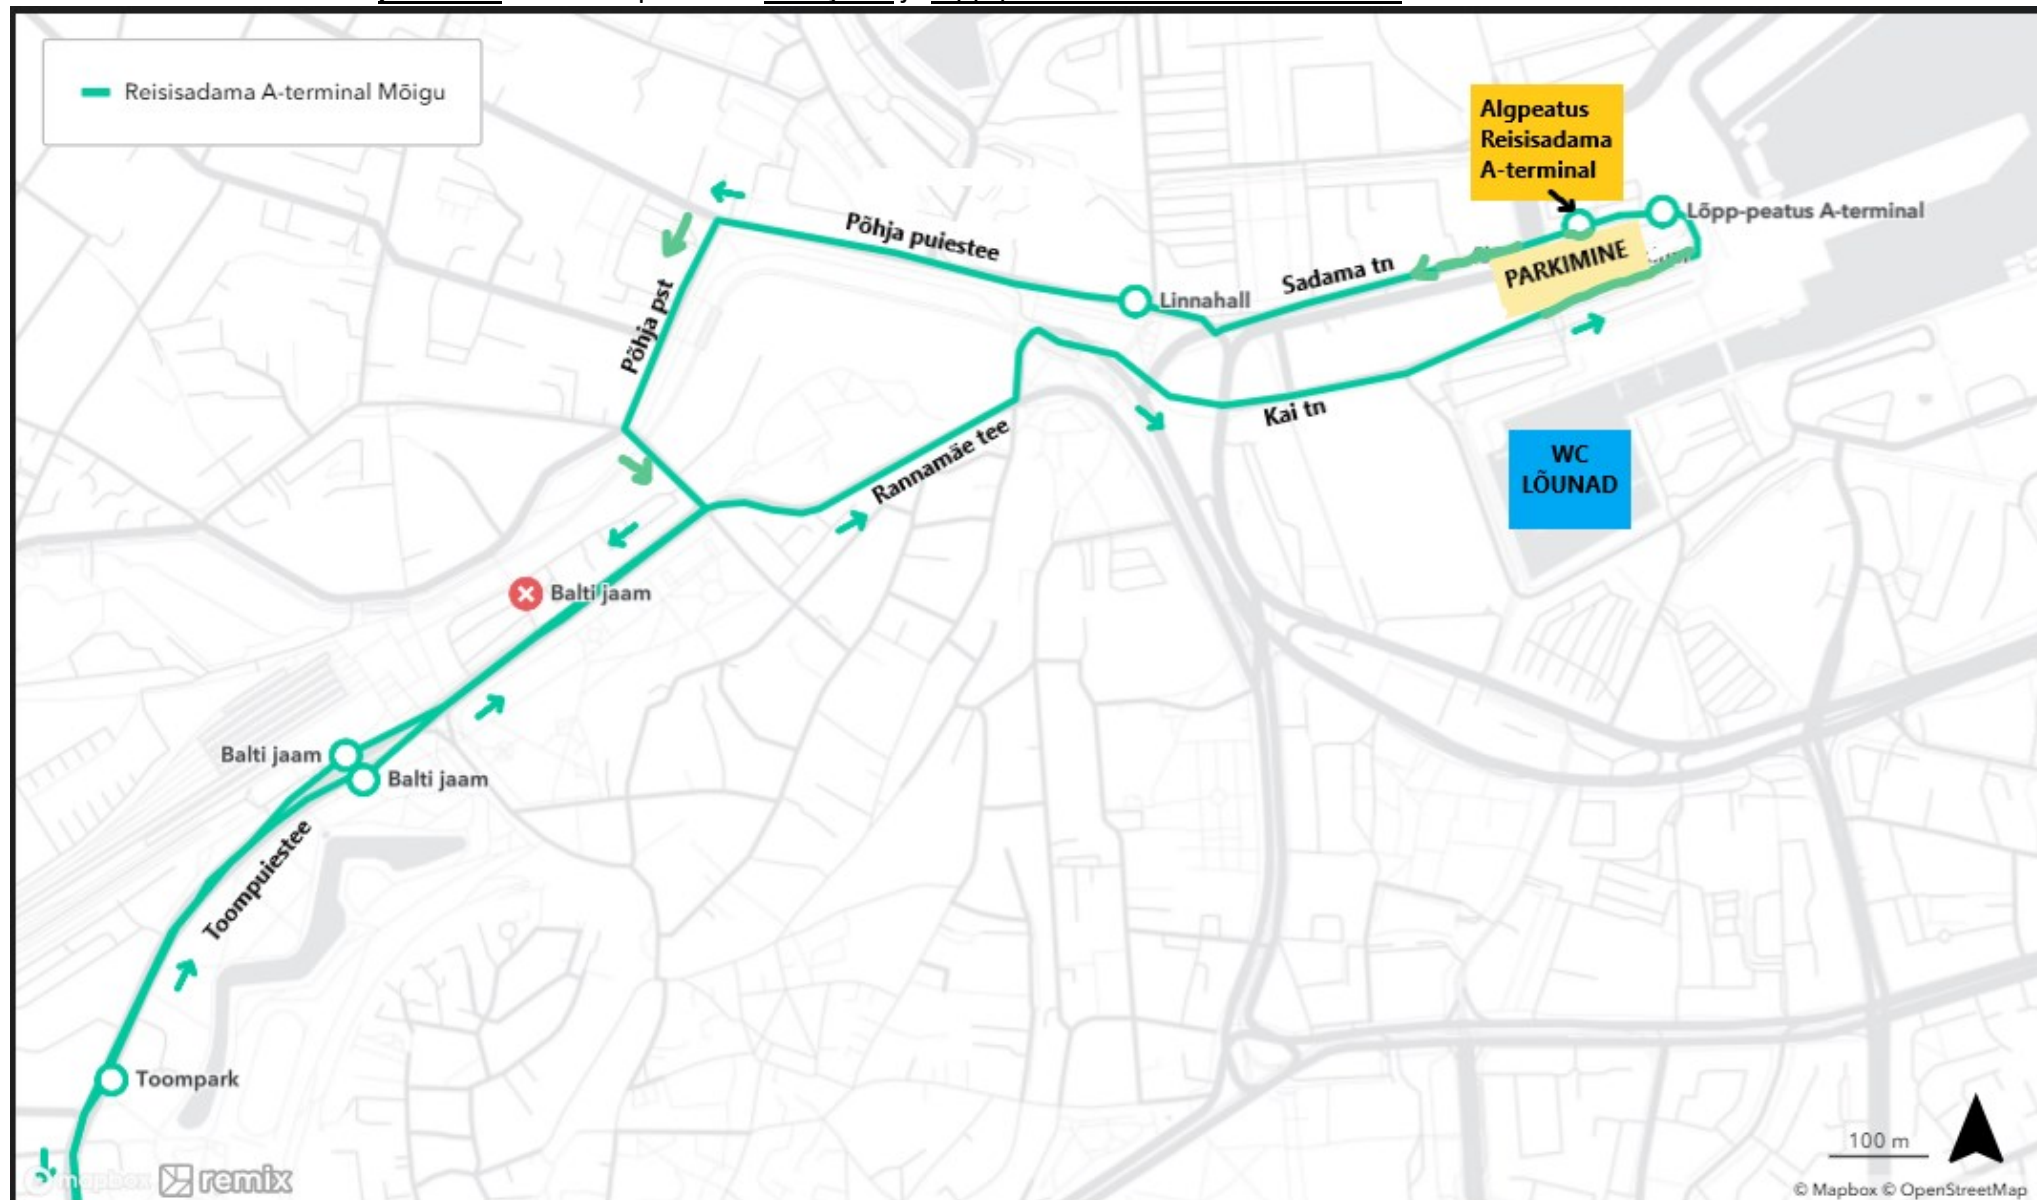 Reisisadama A-terminal Mõigu
Algpeatus
Reisisadama
A-terminal
Lõpp-peatus A-terminal
Põhja puiestee
PARKIMINE
Sadama tn
Linnahall
Põhja pst
Kai tn
Rannamäe tee
WC
LÕUNAD
Balti jaam
Balti jaam
Balti jaam
Toompuiestee
Toompark
100 m
mapbox remix
© Mapbox © OpenStreetMap